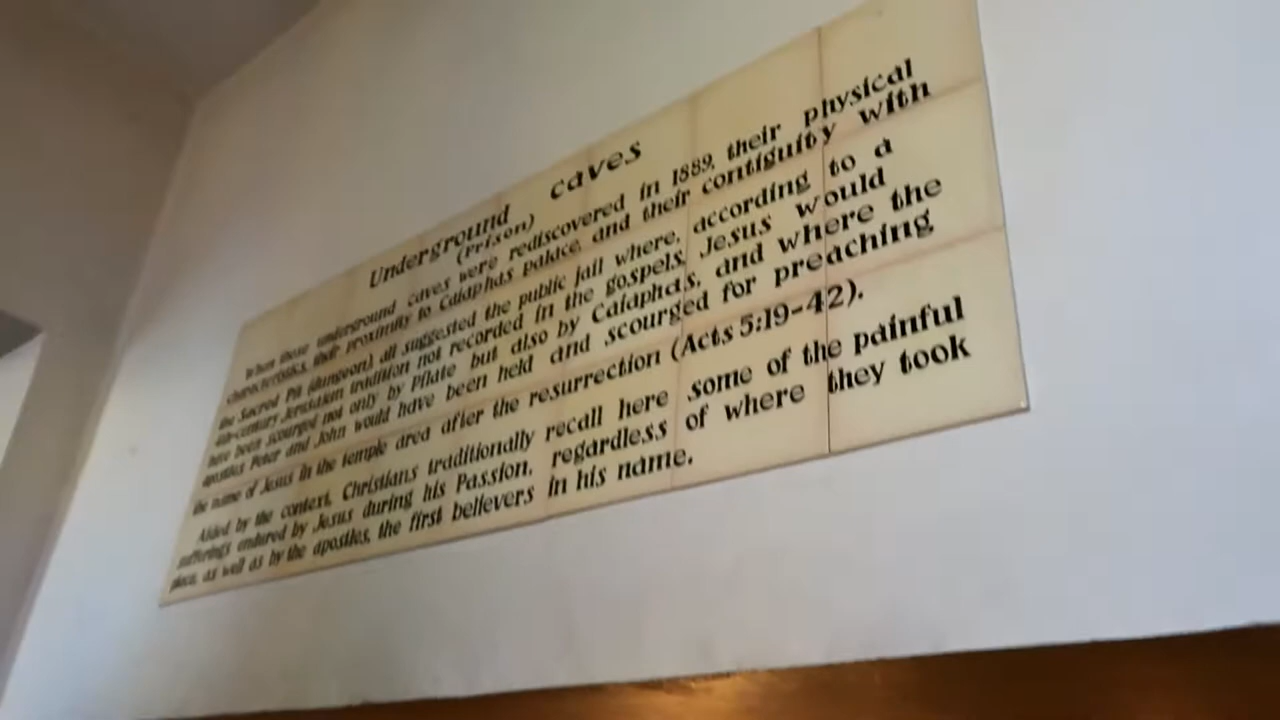 Underground caves
(Prison)
When these underground caves were rediscovered in 1889, their physical
characteristics, their proximity to Caiaphas palace, and their contiguity with
the Sacred Pit (dungeon) all suggested the public jail where, according to a
4th-century Jerusalem tradition not recorded in the gospels, Jesus would
have been scourged not only by Pilate but also by Caiaphas, and where the
apostles Peter and John would have been held and scourged for preaching
the name of Jesus in the temple area after the resurrection (Acts 5:19-42).
Aided by the context, Christians traditionally recall here some of the painful
sufferings endured by Jesus during his Passion, regardless of where they took
place, as well as by the apostles, the first believers in his name.